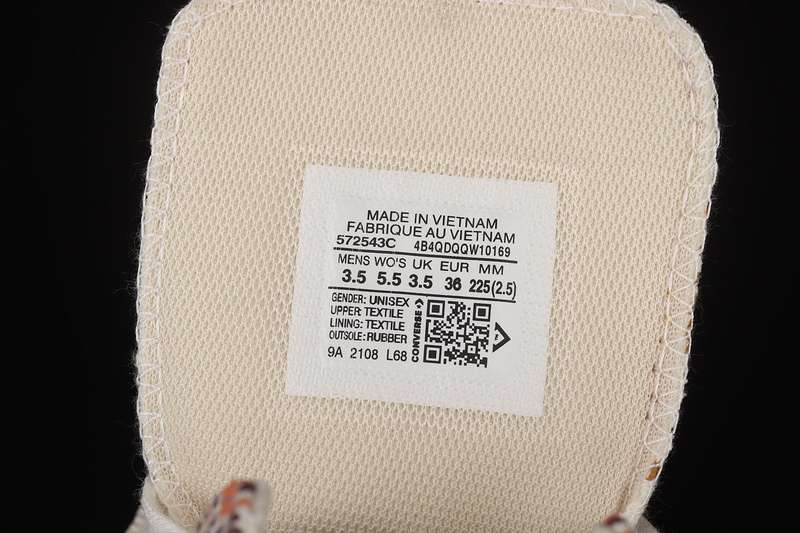 MADE IN VIETNAM
FABRIQUE AU VIETNAM
572543C 4B4QDQQW10169
MENS WO'S UK EUR MM
3.5 5.5 3.5 36 225(2.5)
GENDER: UNISEX
UPPER: TEXTILE
LINING: TEXTILE
OUTSOLE: RUBBER
9A 2108 L68
CONVERSE